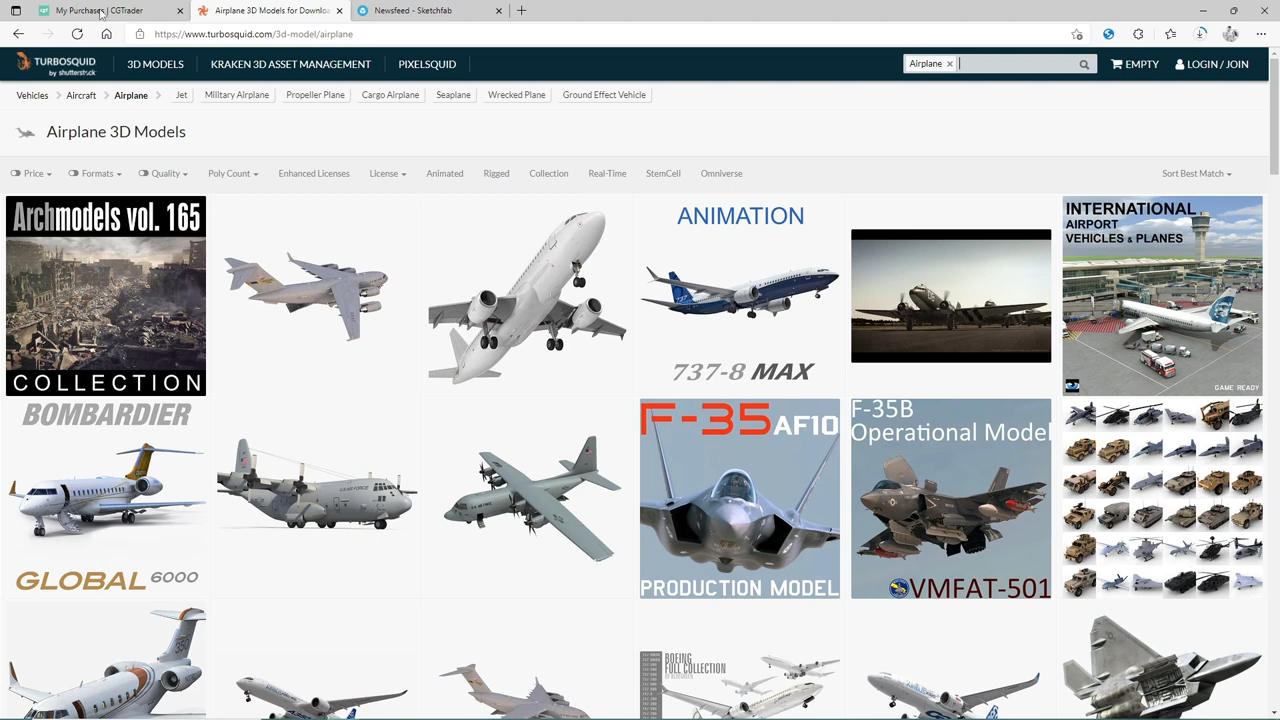 My Purchases | CGTrader
Airplane 3D Models for Downloa
Newsfeed - Sketchfab
https://www.turbosquid.com/3d-model/airplane
TURBOSQUID
by shutterstock
3D MODELS
KRAKEN 3D ASSET MANAGEMENT
PIXELSQUID
Airplane
EMPTY
LOGIN / JOIN
Vehicles
Aircraft
Airplane
Jet
Military Airplane
Propeller Plane
Cargo Airplane
Seaplane
Wrecked Plane
Ground Effect Vehicle
Airplane 3D Models
Price
Formats
Quality
Poly Count
Enhanced Licenses
License
Animated
Rigged
Collection
Real-Time
StemCell
Omniverse
Sort Best Match
Archmodels vol. 165
COLLECTION
ANIMATION
737-8 MAX
INTERNATIONAL
AIRPORT
VEHICLES & PLANES
GAME READY
BOMBARDIER
GLOBAL 6000
F-35AF10
PRODUCTION MODEL
F-35B
Operational Model
VMFAT-501
BOEING
FULL COLLECTION